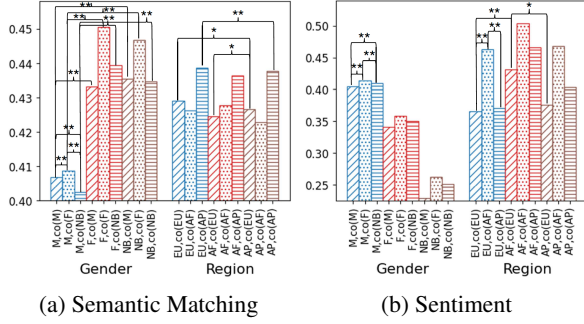 0.45
0.44
0.43
0.42
0.41
0.40
**
**
**
**
**
**
**
**
**
*
*
M,co(M)
M,co(F)
M,co(NB)
F,co(M)
F,co(F)
F,co(NB)
NB,co(M)
NB,co(F)
NB,co(NB)
EU,co(EU)
EU,co(AF)
EU,co(AP)
AF,co(EU)
AF,co(AF)
AF,co(AP)
AP,co(EU)
AP,co(AF)
AP,co(AP)
Gender
Region
(a) Semantic Matching
0.50
0.45
0.40
0.35
0.30
0.25
**
**
**
**
**
**
*
M,co(M)
M,co(F)
M,co(NB)
F,co(M)
F,co(F)
F,co(NB)
NB,co(M)
NB,co(F)
NB,co(NB)
EU,co(EU)
EU,co(AF)
EU,co(AP)
AF,co(EU)
AF,co(AF)
AF,co(AP)
AP,co(EU)
AP,co(AF)
AP,co(AP)
Gender
Region
(b) Sentiment